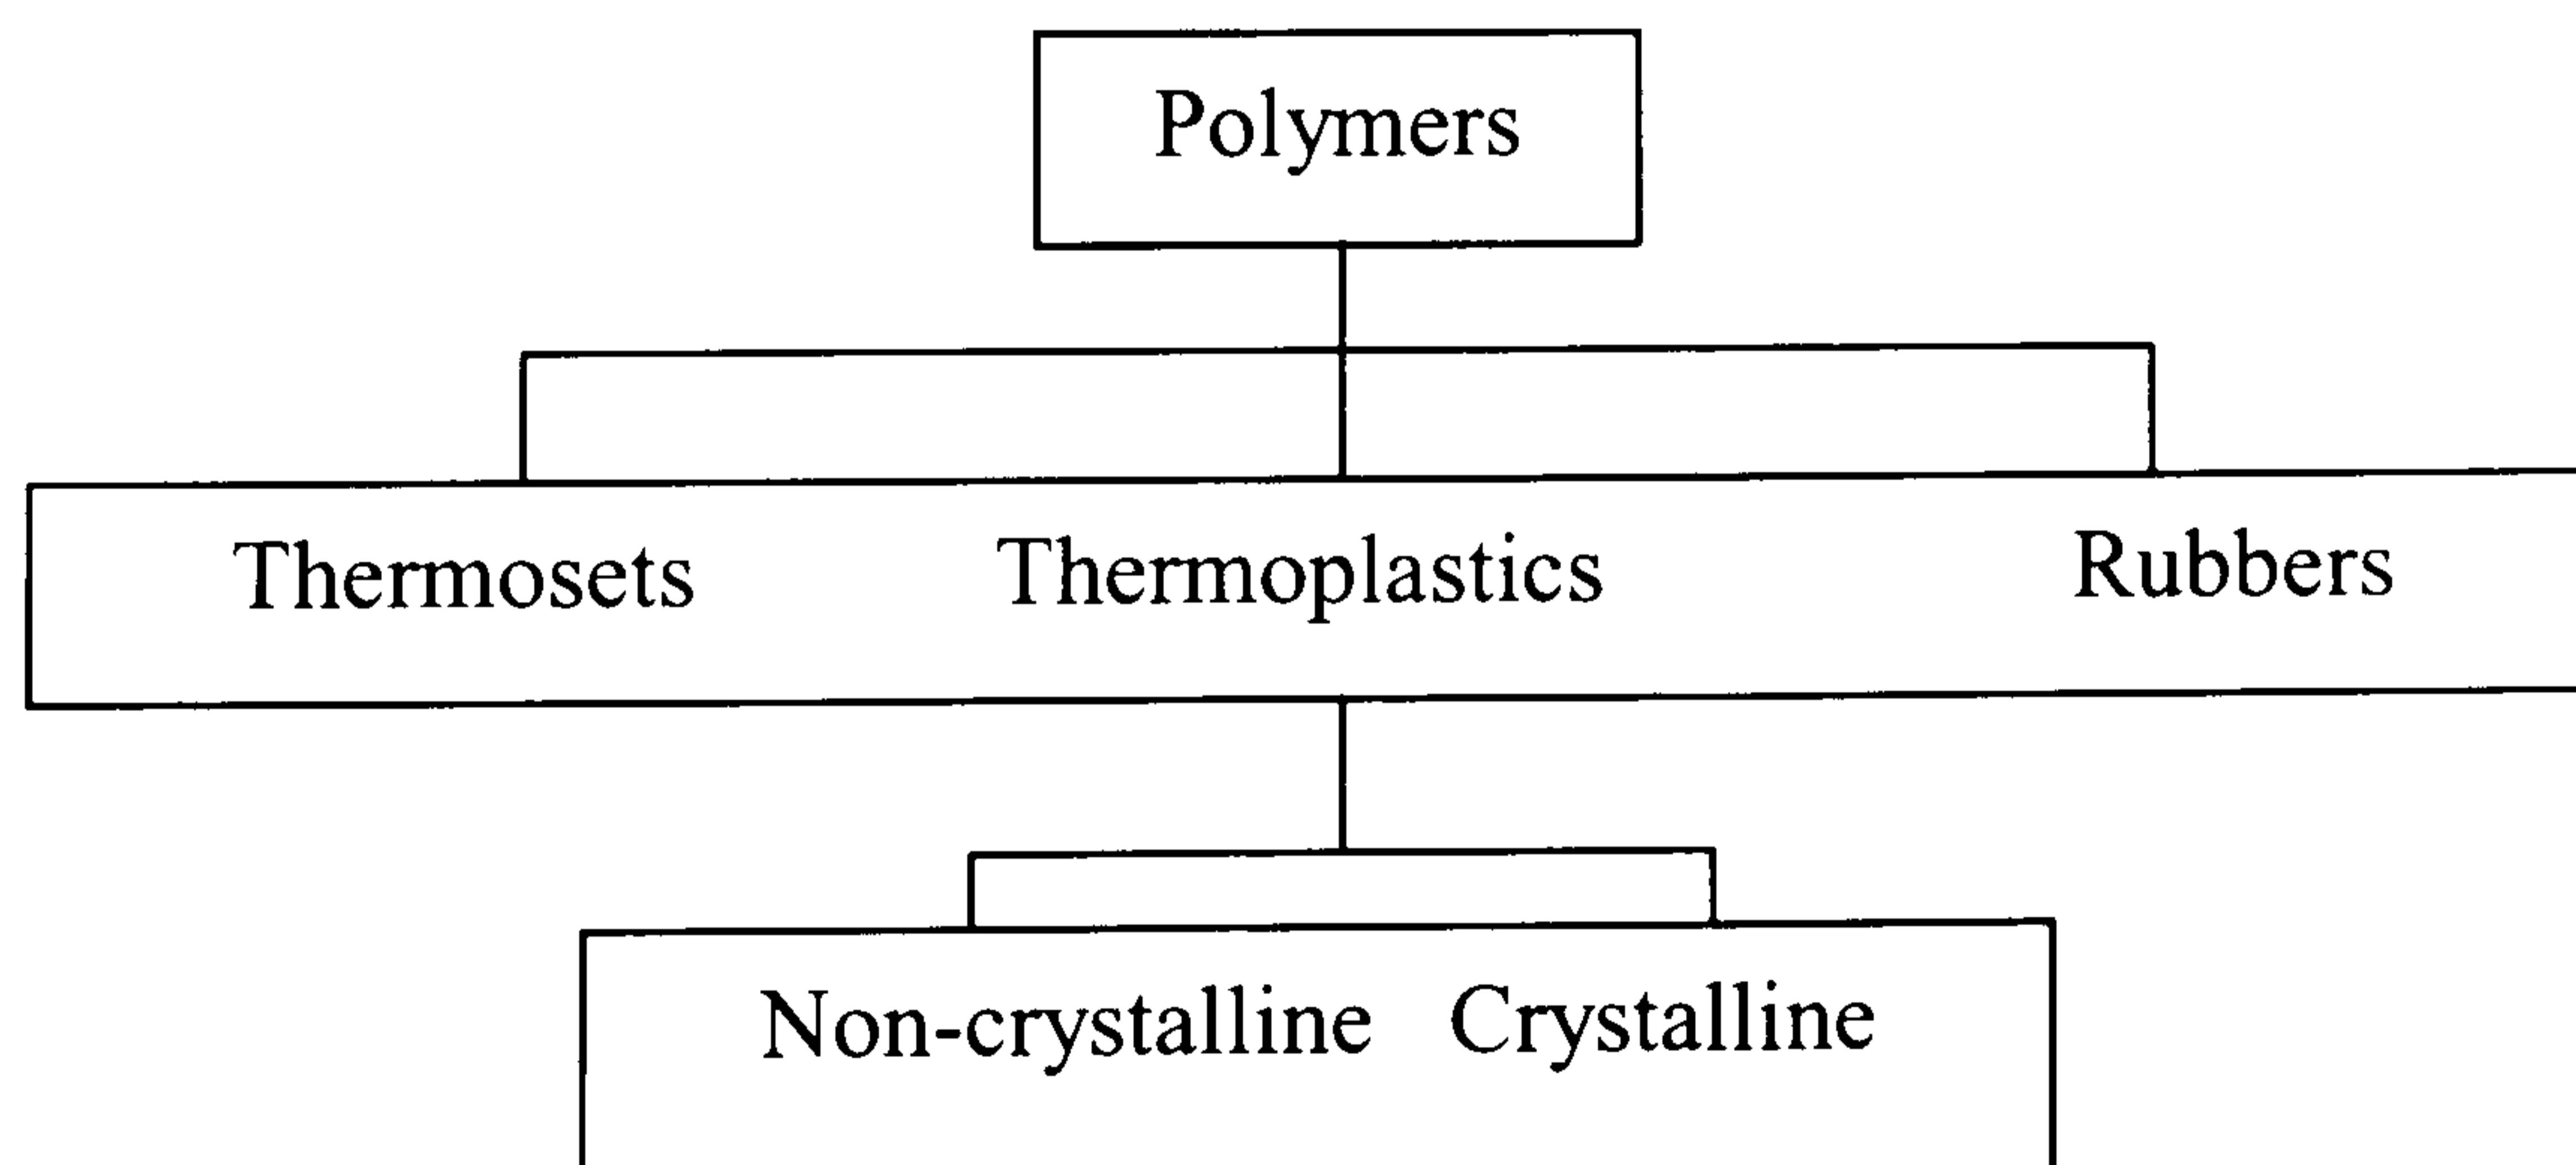 Polymers
Thermosets Thermoplastics Rubbers
Non-crystalline Crystalline